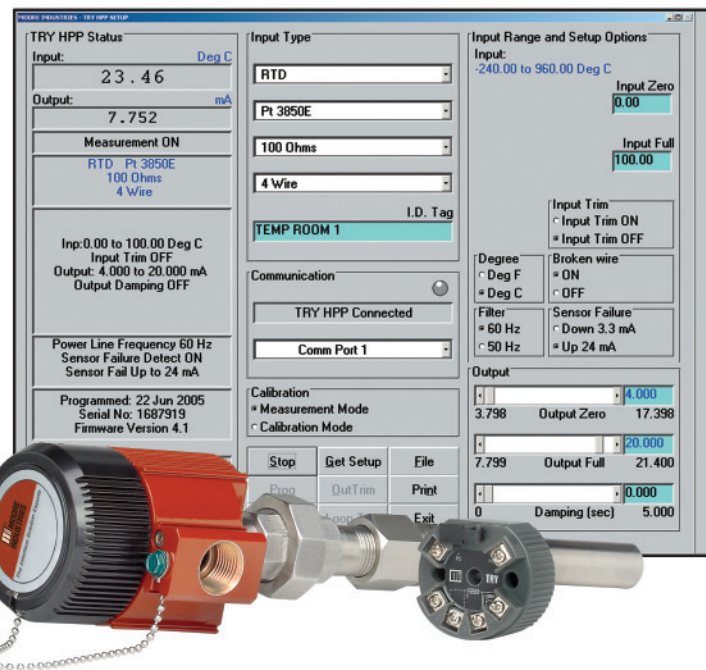 MOORE INDUSTRIES - TRY HPP SETUP
TRY HPP Status
Input: Deg C
23.46
Output: mA
7.752
Measurement ON
RTD Pt 3850E
100 Ohms
4 Wire
Inp:0.00 to 100.00 Deg C
Input Trim OFF
Output: 4.000 to 20.000 mA
Output Damping OFF
Power Line Frequency 60 Hz
Sensor Failure Detect ON
Sensor Fail Up to 24 mA
Programmed: 22 Jun 2005
Serial No: 1687919
Firmware Version 4.1
Input Type
RTD
Pt 3850E
100 Ohms
4 Wire
I.D. Tag
TEMP ROOM 1
Communication
TRY HPP Connected
Comm Port 1
Calibration
Measurement Mode
Calibration Mode
Stop Get Setup File
Prog OutTrim Print
Loop Exit
Input Range and Setup Options
Input:
-240.00 to 960.00 Deg C
Input Zero
0.00
Input Full
100.00
Input Trim
Input Trim ON
Input Trim OFF
Degree
Deg F
Deg C
Broken wire
ON
OFF
Filter
60 Hz
50 Hz
Sensor Failure
Down 3.3 mA
Up 24 mA
Output
4.000
3.798 Output Zero 17.398
20.000
7.799 Output Full 21.400
0.000
0 Damping (sec) 5.000
MOORE
INDUSTRIES
TRY